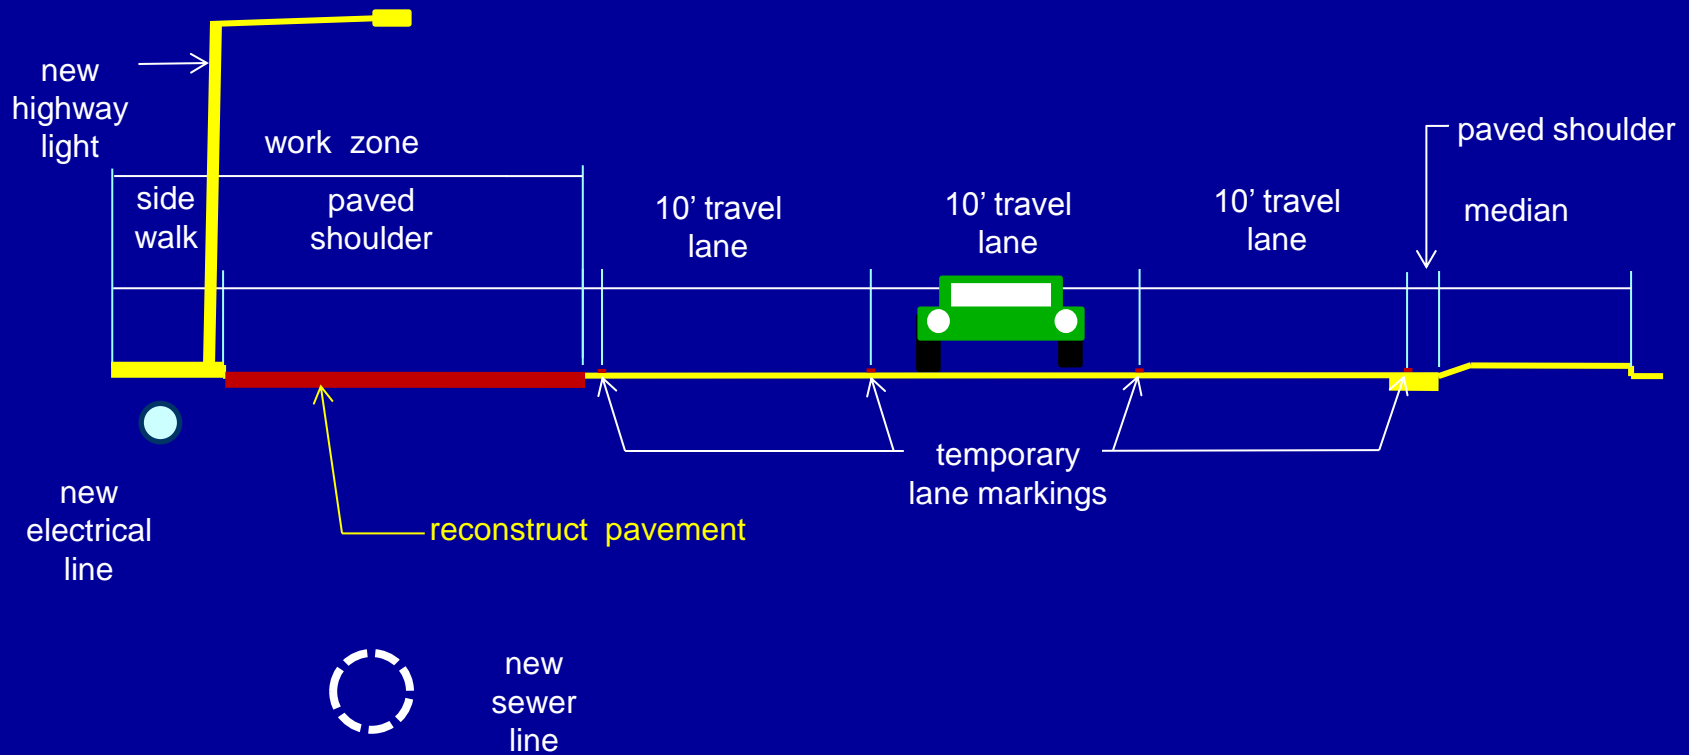 new
highway
light
work zone
side
walk
paved
shoulder
10’ travel
lane
10’ travel
lane
10’ travel
lane
paved shoulder
median
temporary
lane markings
new
electrical
line
reconstruct pavement
new
sewer
line